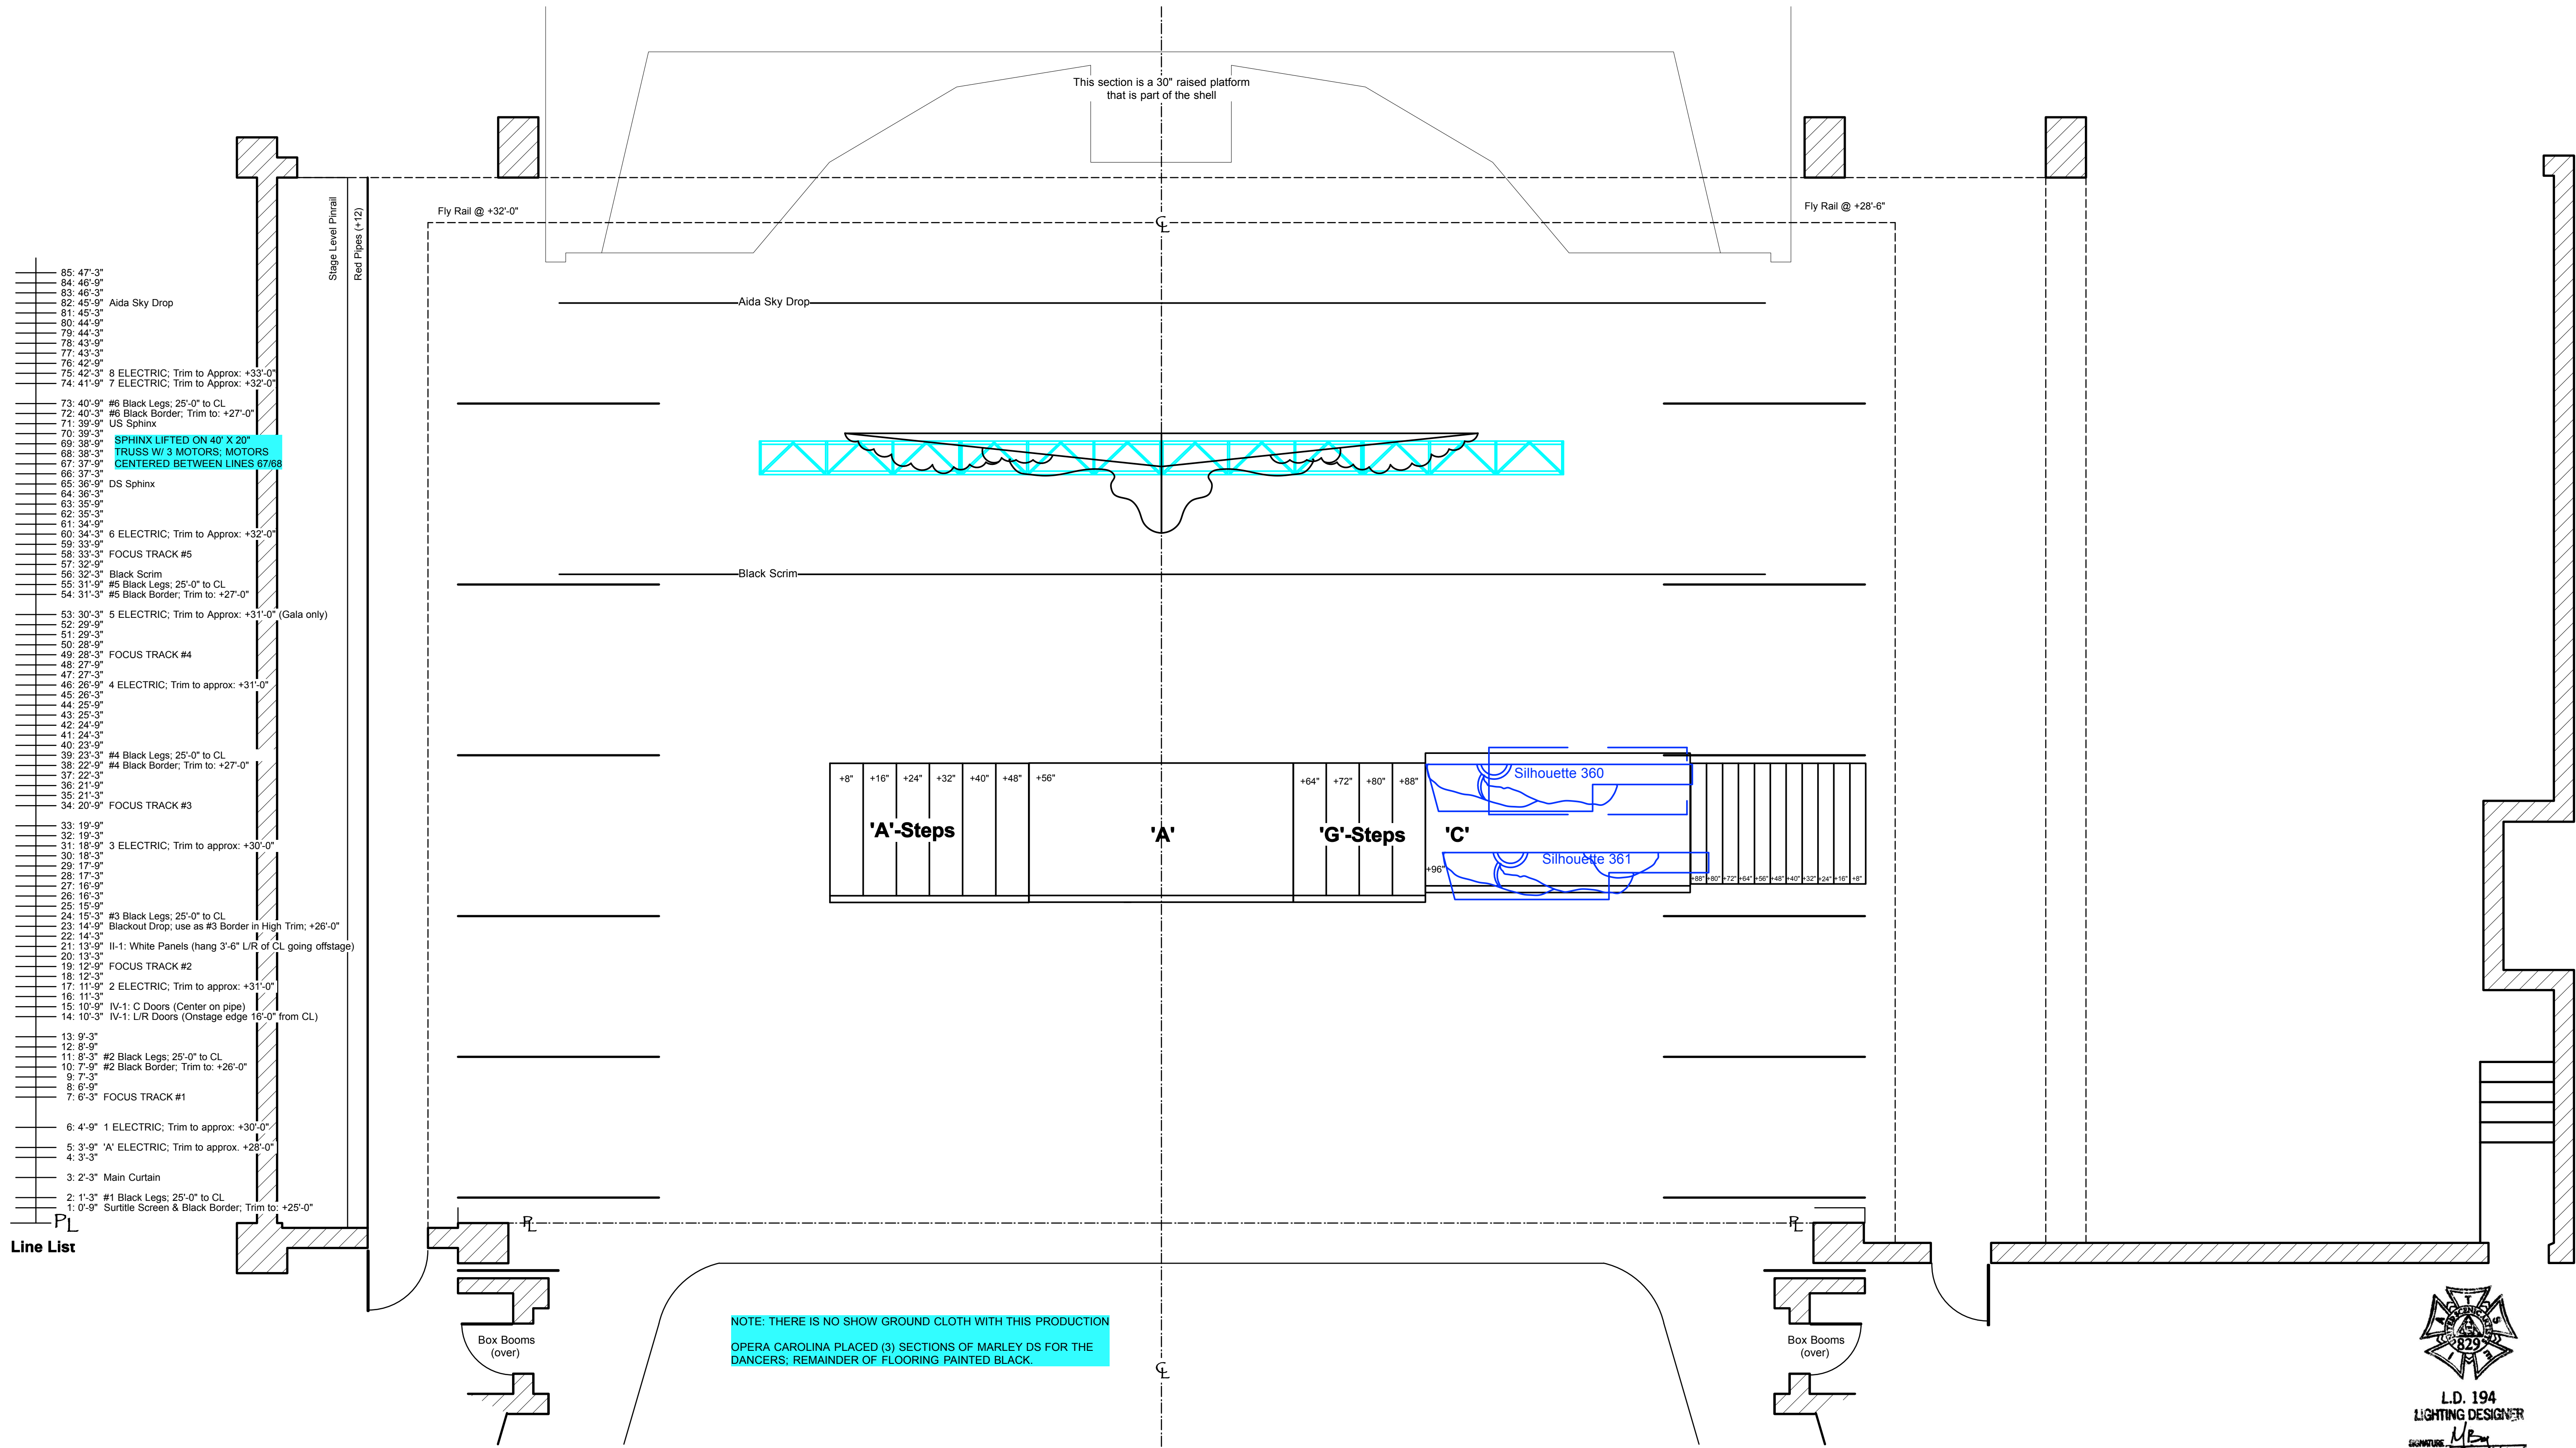 This section is a 30" raised platform
that is part of the shell
Stage Level Pinrail
Red Pipes (+12)
Fly Rail @ +32'-0"
Fly Rail @ +28'-6"
CL
85: 47'-3"
84: 46'-9"
83: 46'-3"
82: 45'-9" Aida Sky Drop
81: 45'-3"
80: 44'-9"
79: 44'-3"
78: 43'-9"
77: 43'-3"
76: 42'-9"
75: 42'-3" 8 ELECTRIC; Trim to Approx: +33'-0"
74: 41'-9" 7 ELECTRIC; Trim to Approx: +32'-0"
73: 40'-9" #6 Black Legs; 25'-0" to CL
72: 40'-3" #6 Black Border; Trim to: +27'-0"
71: 39'-9" US Sphinx
70: 39'-3"
69: 38'-9"
68: 38'-3"
67: 37'-9"
66: 37'-3"
SPHINX LIFTED ON 40' X 20"
TRUSS W/ 3 MOTORS; MOTORS
CENTERED BETWEEN LINES 67/68
65: 36'-9" DS Sphinx
64: 36'-3"
63: 35'-9"
62: 35'-3"
61: 34'-9"
60: 34'-3" 6 ELECTRIC; Trim to Approx: +32'-0"
59: 33'-9"
58: 33'-3" FOCUS TRACK #5
57: 32'-9"
56: 32'-3" Black Scrim
55: 31'-9" #5 Black Legs; 25'-0" to CL
54: 31'-3" #5 Black Border; Trim to: +27'-0"
53: 30'-3" 5 ELECTRIC; Trim to Approx: +31'-0" (Gala only)
52: 29'-9"
51: 29'-3"
50: 28'-9"
49: 28'-3" FOCUS TRACK #4
48: 27'-9"
47: 27'-3"
46: 26'-9" 4 ELECTRIC; Trim to approx: +31'-0"
45: 26'-3"
44: 25'-9"
43: 25'-3"
42: 24'-9"
41: 24'-3"
40: 23'-9"
39: 23'-3" #4 Black Legs; 25'-0" to CL
38: 22'-9" #4 Black Border; Trim to: +27'-0"
37: 22'-3"
36: 21'-9"
35: 21'-3"
34: 20'-9" FOCUS TRACK #3
33: 19'-9"
32: 19'-3"
31: 18'-9" 3 ELECTRIC; Trim to approx: +30'-0"
30: 18'-3"
29: 17'-9"
28: 17'-3"
27: 16'-9"
26: 16'-3"
25: 15'-9"
24: 15'-3" #3 Black Legs; 25'-0" to CL
23: 14'-9" Blackout Drop; use as #3 Border in High Trim; +26'-0"
22: 14'-3"
21: 13'-9" II-1: White Panels (hang 3'-6" L/R of CL going offstage)
20: 13'-3"
19: 12'-9" FOCUS TRACK #2
18: 12'-3"
17: 11'-9" 2 ELECTRIC; Trim to approx: +31'-0"
16: 11'-3"
15: 10'-9" IV-1: C Doors (Center on pipe)
14: 10'-3" IV-1: L/R Doors (Onstage edge 16'-0" from CL)
13: 9'-3"
12: 8'-9"
11: 8'-3" #2 Black Legs; 25'-0" to CL
10: 7'-9" #2 Black Border; Trim to: +26'-0"
9: 7'-3"
8: 6'-9"
7: 6'-3" FOCUS TRACK #1
6: 4'-9" 1 ELECTRIC; Trim to approx: +30'-0"
5: 3'-9" 'A' ELECTRIC; Trim to approx. +28'-0"
4: 3'-3"
3: 2'-3" Main Curtain
2: 1'-3" #1 Black Legs; 25'-0" to CL
1: 0'-9" Surtitle Screen & Black Border; Trim to: +25'-0"
PL
Line List
Aida Sky Drop
Black Scrim
+8" +16" +24" +32" +40" +48" +56"
+64" +72" +80" +88"
'A'-Steps
'A'
'G'-Steps
'C'
+96"
Silhouette 360
Silhouette 361
+88" +80" +72" +64" +56" +48" +40" +32" +24" +16" +8"
PL
PL
Box Booms
(over)
NOTE: THERE IS NO SHOW GROUND CLOTH WITH THIS PRODUCTION
OPERA CAROLINA PLACED (3) SECTIONS OF MARLEY DS FOR THE
DANCERS; REMAINDER OF FLOORING PAINTED BLACK.
CL
Box Booms
(over)
829
L.D. 194
LIGHTING DESIGNER
SIGNATURE